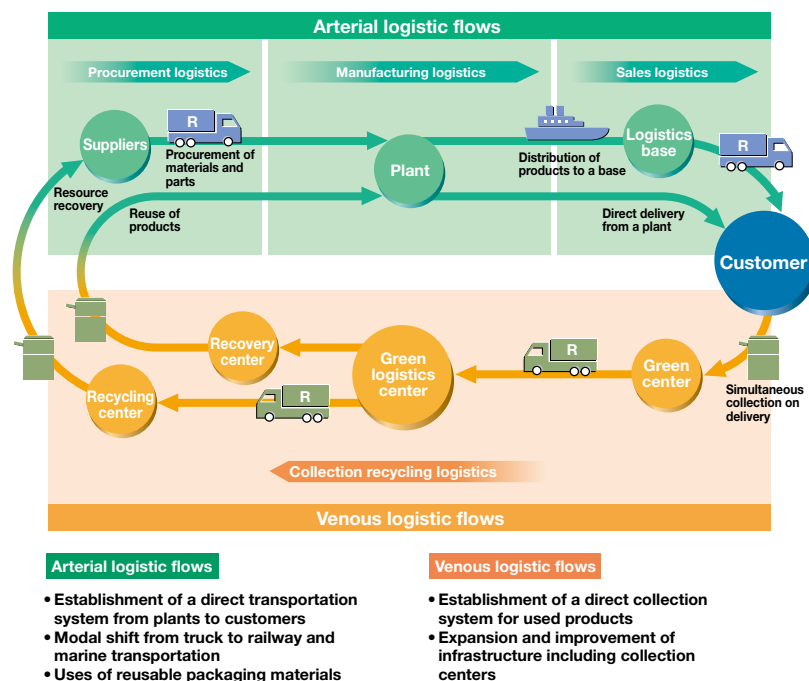 Arterial logistic flows
Procurement logistics
Manufacturing logistics
Sales logistics
R
Suppliers
Procurement of
materials and
parts
Plant
Distribution of
products to a base
Logistics
base
R
Resource
recovery
Reuse of
products
Direct delivery
from a plant
Customer
Recovery
center
Green
logistics
center
R
Green
center
Recycling
center
R
Simultaneous
collection on
delivery
Collection recycling logistics
Venous logistic flows
Arterial logistic flows
• Establishment of a direct transportation
system from plants to customers
• Modal shift from truck to railway and
marine transportation
• Uses of reusable packaging materials
Venous logistic flows
• Establishment of a direct collection
system for used products
• Expansion and improvement of
infrastructure including collection
centers